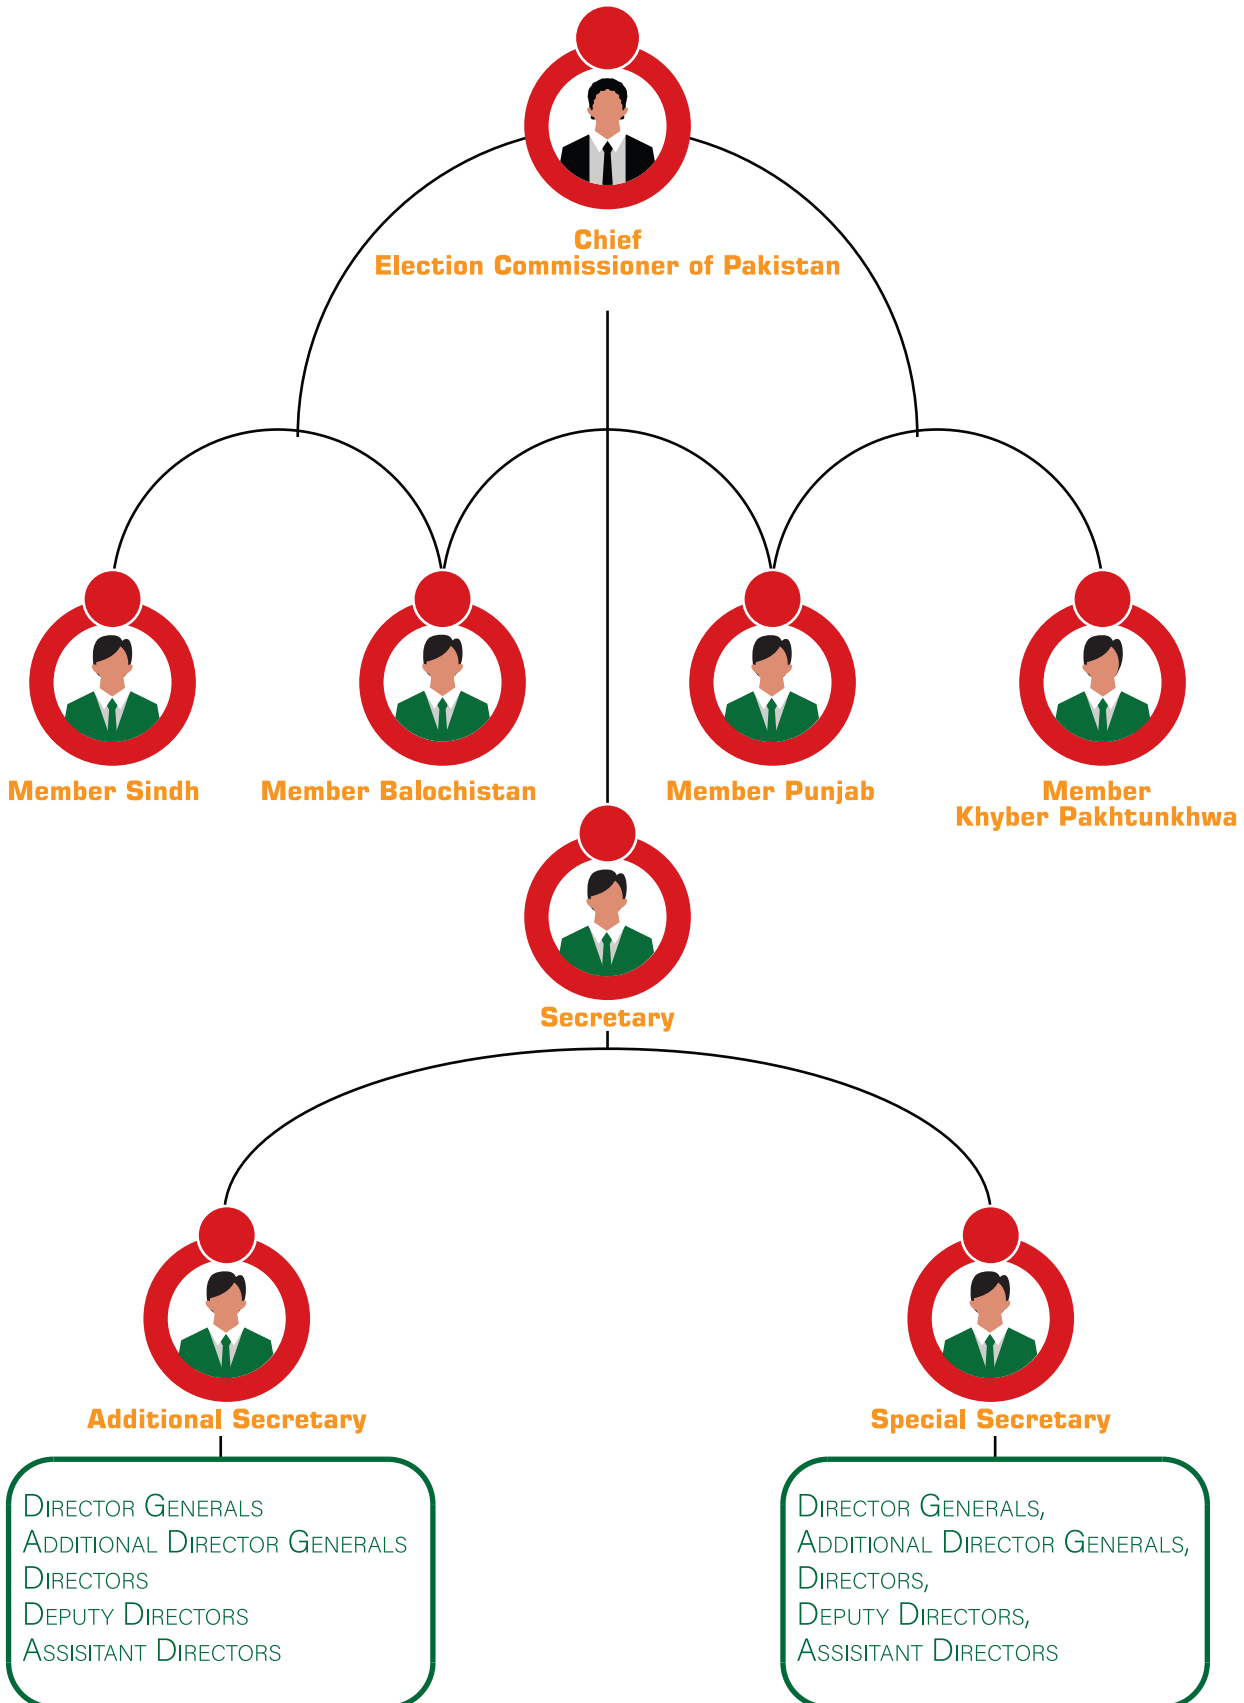 Chief
Election Commissioner of Pakistan
Member Sindh
Member Balochistan
Member Punjab
Member
Khyber Pakhtunkhwa
Secretary
Additional Secretary
Special Secretary
DIRECTOR GENERALS
ADDITIONAL DIRECTOR GENERALS
DIRECTORS
DEPUTY DIRECTORS
ASSISITANT DIRECTORS
DIRECTOR GENERALS,
ADDITIONAL DIRECTOR GENERALS,
DIRECTORS,
DEPUTY DIRECTORS,
ASSISITANT DIRECTORS